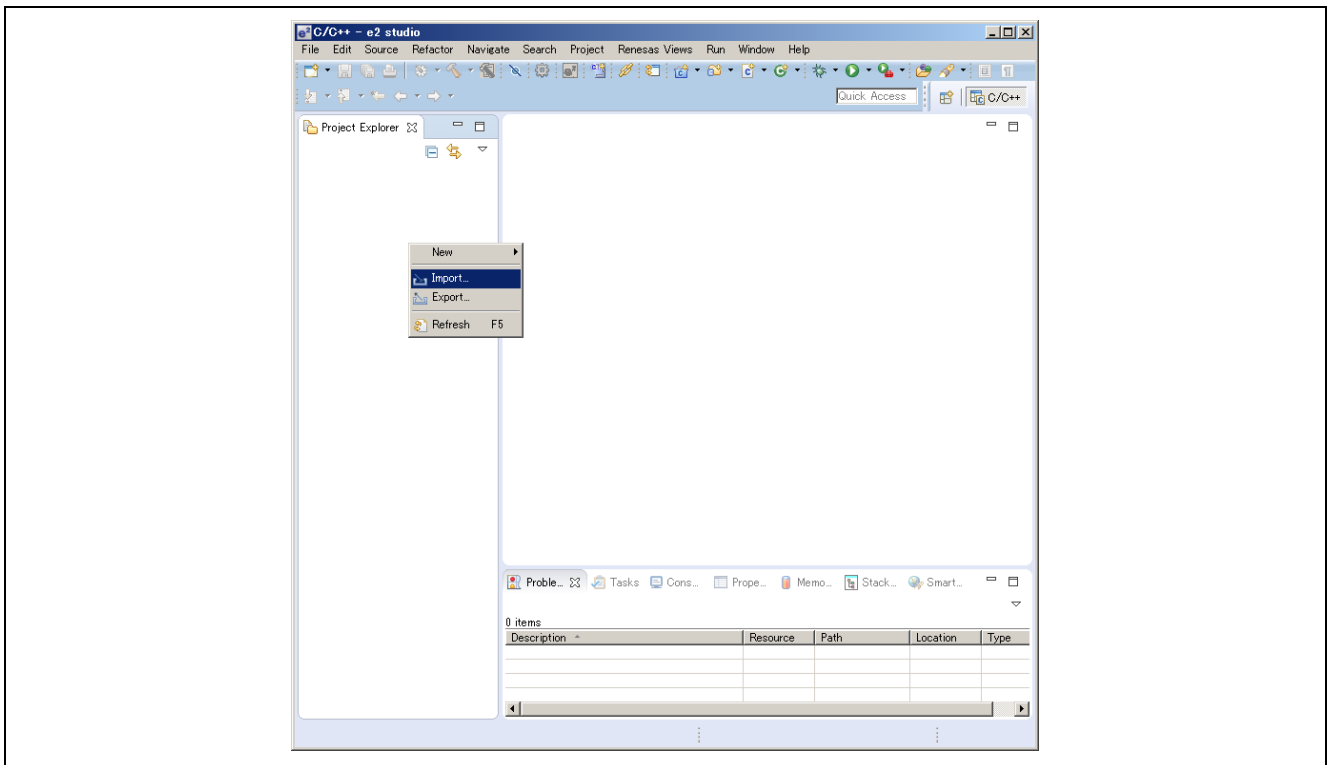 C/C++ - e2 studio
File Edit Source Refactor Navigate Search Project Renesas Views Run Window Help
Quick Access C/C++
Project Explorer
New
Import...
Export...
Refresh F5
Proble... Tasks Cons... Prope... Memo... Stack... Smart...
0 items
Description Resource Path Location Type